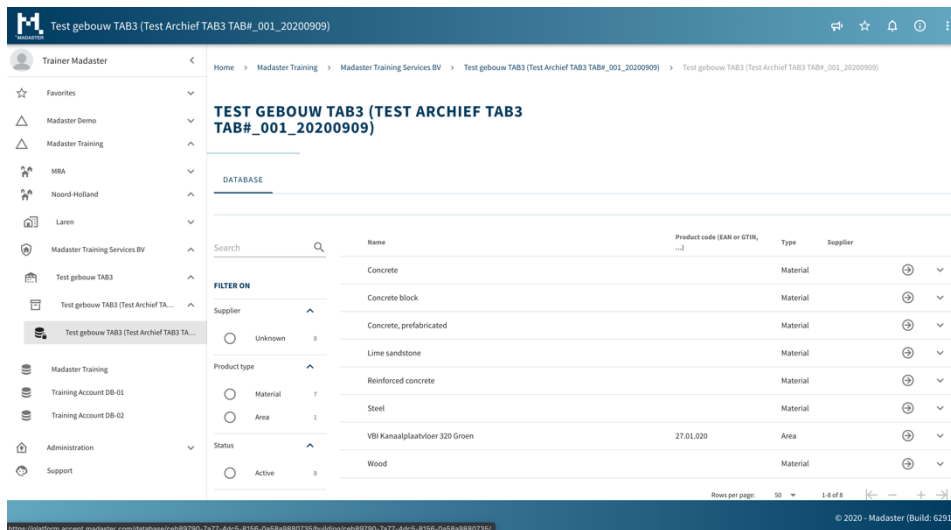 MADASTER
Test gebouw TAB3 (Test Archief TAB3 TAB#_001_20200909)
Trainer Madaster
Favorites
Madaster Demo
Madaster Training
MRA
Noord-Holland
Laren
Madaster Training Services BV
Test gebouw TAB3
Test gebouw TAB3 (Test Archief TA...
Test gebouw TAB3 (Test Archief TAB3 TA...
Madaster Training
Training Account DB-01
Training Account DB-02
Administration
Support
Home > Madaster Training > Madaster Training Services BV > Test gebouw TAB3 (Test Archief TAB3 TAB#_001_20200909) > Test gebouw TAB3 (Test Archief TAB3 TAB#_001_20200909)
TEST GEBOUW TAB3 (TEST ARCHIEF TAB3
TAB#_001_20200909)
DATABASE
Search
FILTER ON
Supplier
Unknown 8
Product type
Material 7
Area 1
Status
Active 8
Name Product code (EAN or GTIN, ...) Type Supplier
Concrete Material
Concrete block Material
Concrete, prefabricated Material
Lime sandstone Material
Reinforced concrete Material
Steel Material
VBI Kanaalplaatvloer 320 Groen 27.01.020 Area
Wood Material
Rows per page: 50 1-8 of 8
© 2020 - Madaster (Build: 6291